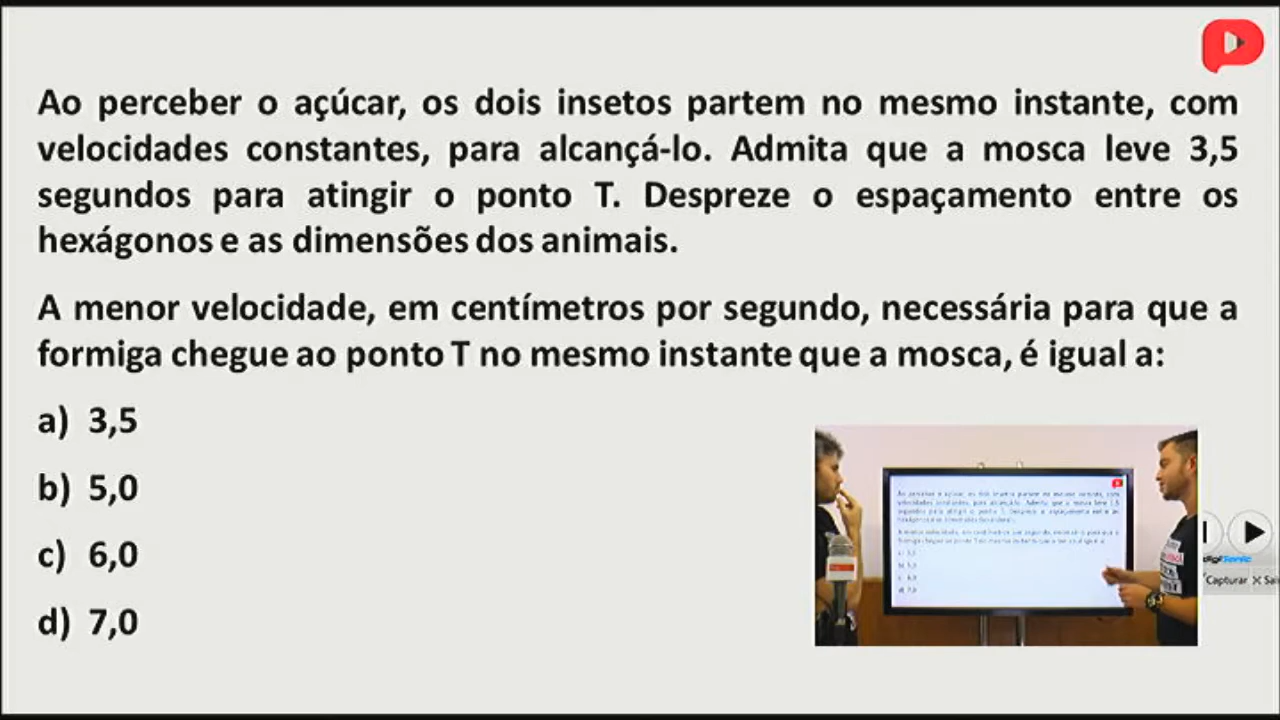 Ao perceber o açúcar, os dois insetos partem no mesmo instante, com
velocidades constantes, para alcançá-lo. Admita que a mosca leve 3,5
segundos para atingir o ponto T. Despreze o espaçamento entre os
hexágonos e as dimensões dos animais.
A menor velocidade, em centímetros por segundo, necessária para que a
formiga chegue ao ponto T no mesmo instante que a mosca, é igual a:
a) 3,5
b) 5,0
c) 6,0
d) 7,0
Capturar